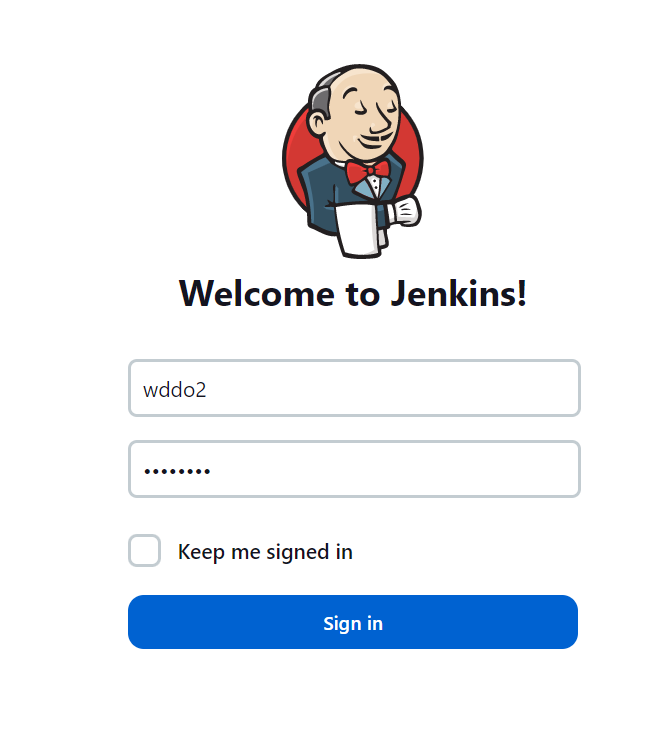 Welcome to Jenkins!
wddo2
••••••••
Keep me signed in
Sign in